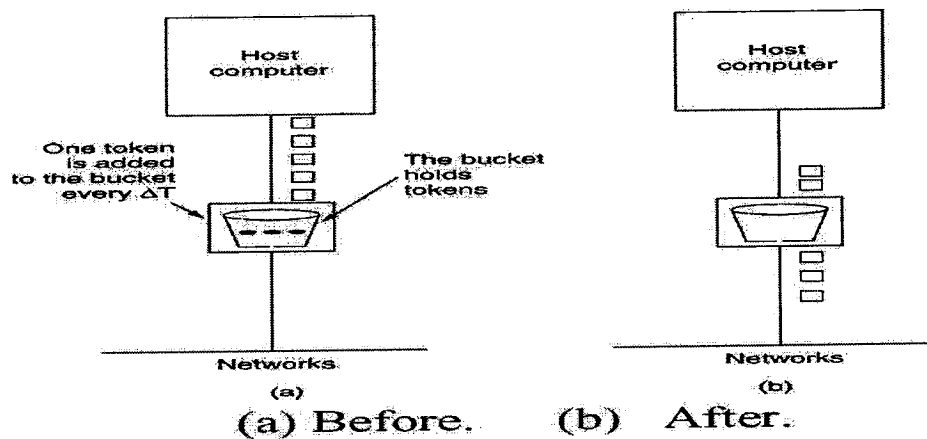 Host
computer
One token
is added
to the bucket
every ΔT
The bucket
holds
tokens
Networks
(a)
Host
computer
Networks
(b)
(a) Before. (b) After.